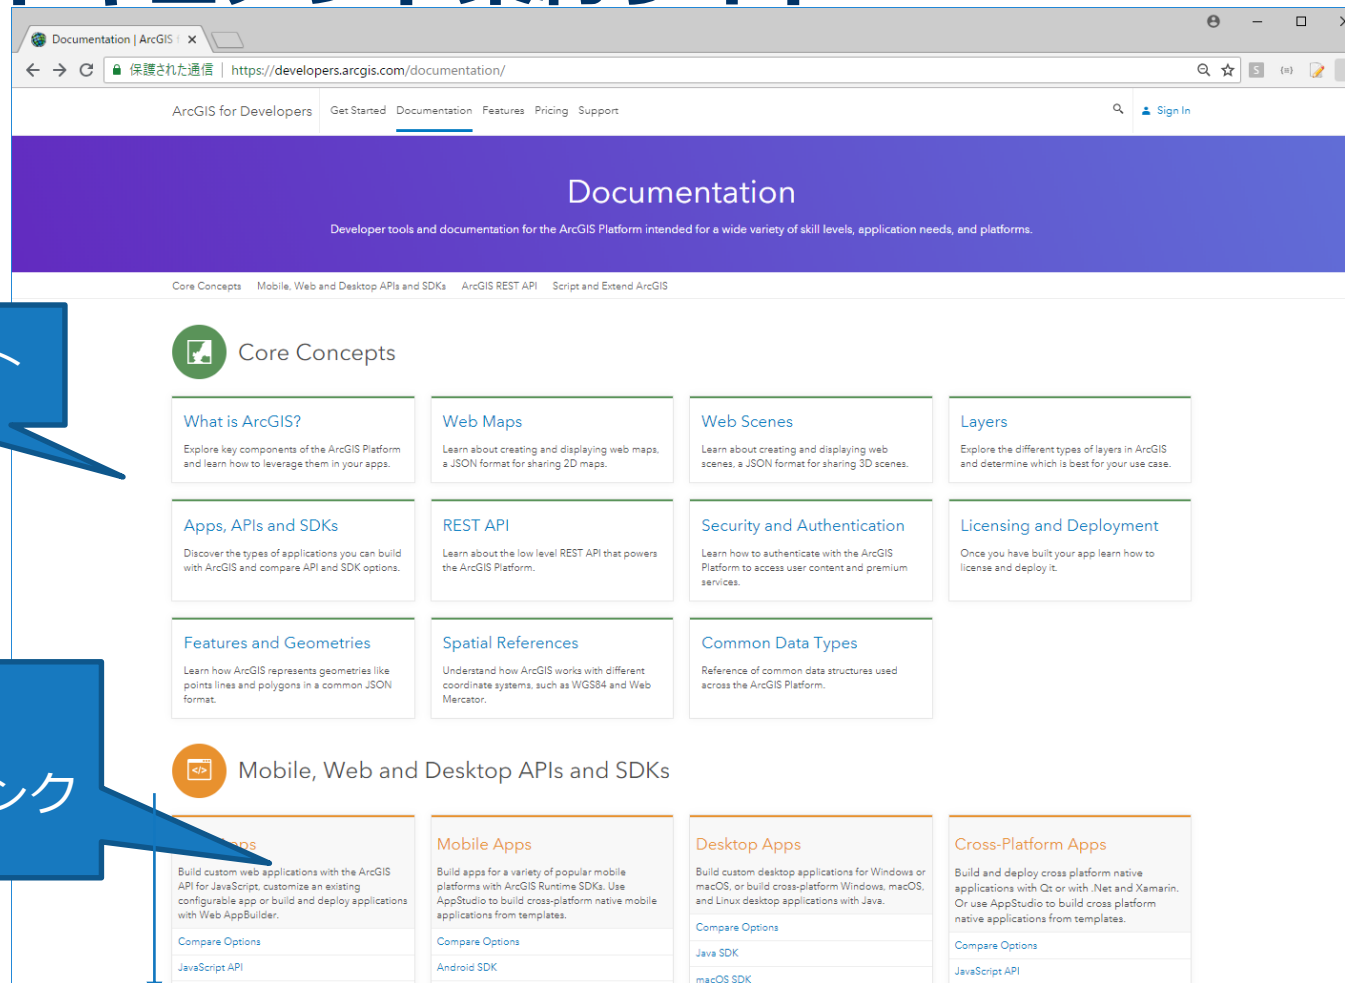 Documentation | ArcGIS
保護された通信 | https://developers.arcgis.com/documentation/
ArcGIS for Developers Get Started Documentation Features Pricing Support Sign In
Documentation
Developer tools and documentation for the ArcGIS Platform intended for a wide variety of skill levels, application needs, and platforms.
Core Concepts Mobile, Web and Desktop APIs and SDKs ArcGIS REST API Script and Extend ArcGIS
ト
Core Concepts
What is ArcGIS?
Explore key components of the ArcGIS Platform
and learn how to leverage them in your apps.
Web Maps
Learn about creating and displaying web maps,
a JSON format for sharing 2D maps.
Web Scenes
Learn about creating and displaying web
scenes, a JSON format for sharing 3D scenes.
Layers
Explore the different types of layers in ArcGIS
and determine which is best for your use case.
Apps, APIs and SDKs
Discover the types of applications you can build
with ArcGIS and compare API and SDK options.
REST API
Learn about the low level REST API that powers
the ArcGIS Platform.
Security and Authentication
Learn how to authenticate with the ArcGIS
Platform to access user content and premium
services.
Licensing and Deployment
Once you have built your app learn how to
license and deploy it.
Features and Geometries
Learn how ArcGIS represents geometries like
points lines and polygons in a common JSON
format.
Spatial References
Understand how ArcGIS works with different
coordinate systems, such as WGS84 and Web
Mercator.
Common Data Types
Reference of common data structures used
across the ArcGIS Platform.
ンク
Mobile, Web and Desktop APIs and SDKs
Build custom web applications with the ArcGIS
API for JavaScript, customize an existing
configurable app or build and deploy applications
with Web AppBuilder.
Compare Options
JavaScript API
Mobile Apps
Build apps for a variety of popular mobile
platforms with ArcGIS Runtime SDKs. Use
AppStudio to build cross-platform native mobile
applications from templates.
Compare Options
Android SDK
Desktop Apps
Build custom desktop applications for Windows or
macOS, or build cross-platform Windows, macOS,
and Linux desktop applications with Java.
Compare Options
Java SDK
macOS SDK
Cross-Platform Apps
Build and deploy cross platform native
applications with Qt or with .Net and Xamarin.
Or use AppStudio to build cross platform
native applications from templates.
Compare Options
JavaScript API